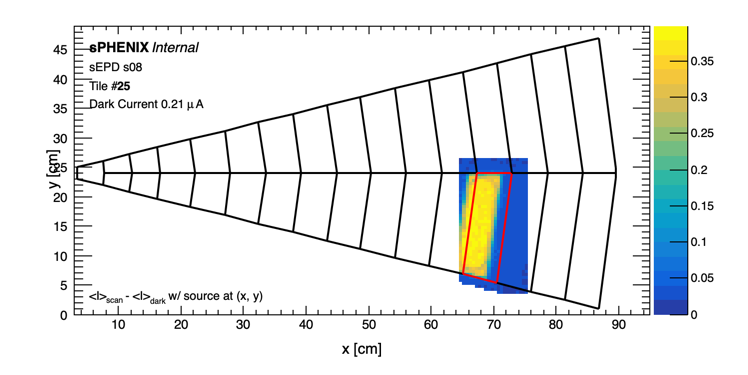 sPHENIX Internal
sEPD s08
Tile #25
Dark Current 0.21 μA
<I>scan - <I>dark w/ source at (x, y)
y [cm]
45
40
35
30
25
20
15
10
5
0
10 20 30 40 50 60 70 80 90
x [cm]
0.35
0.3
0.25
0.2
0.15
0.1
0.05
0